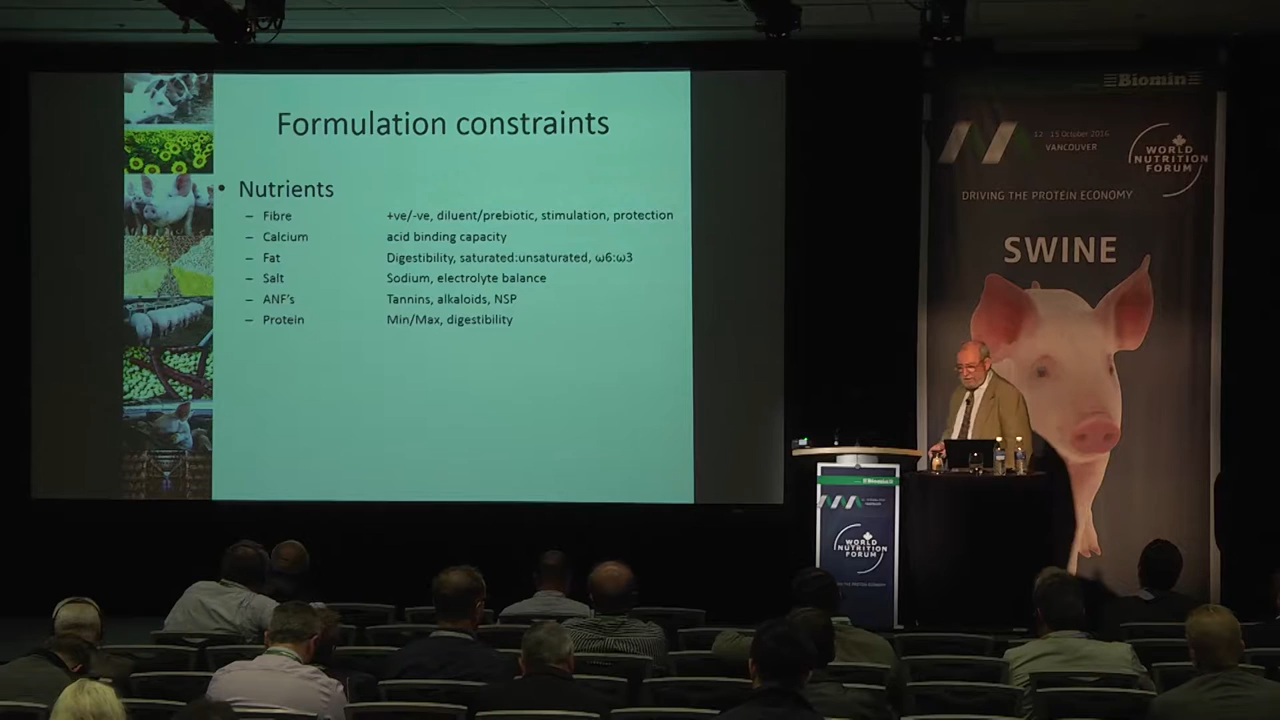 Formulation constraints
• Nutrients
– Fibre +ve/-ve, diluent/prebiotic, stimulation, protection
– Calcium acid binding capacity
– Fat Digestibility, saturated:unsaturated, ω6:ω3
– Salt Sodium, electrolyte balance
– ANF's Tannins, alkaloids, NSP
– Protein Min/Max, digestibility
Biomin
12 - 15 October 2016
VANCOUVER
WORLD
NUTRITION
FORUM
DRIVING THE PROTEIN ECONOMY
SWINE
Biomin
WORLD
NUTRITION
FORUM